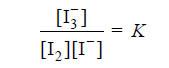 [I₃⁻] / [I₂][I⁻] = K